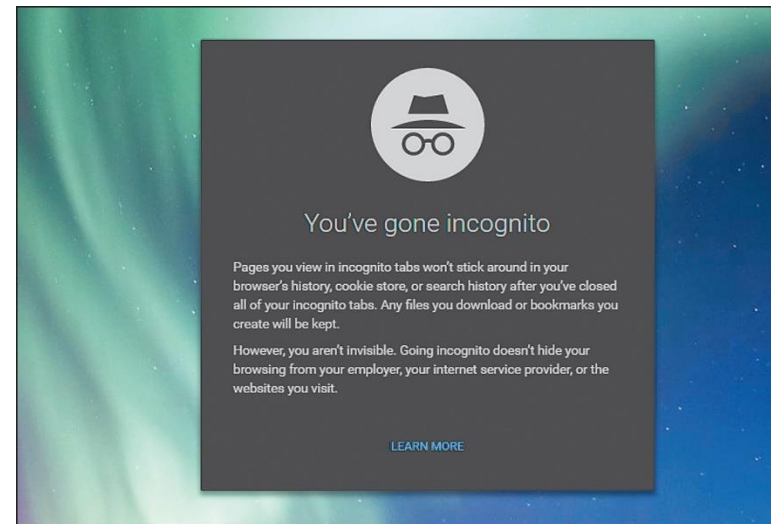 You’ve gone incognito
Pages you view in incognito tabs won’t stick around in your
browser’s history, cookie store, or search history after you’ve closed
all of your incognito tabs. Any files you download or bookmarks you
create will be kept.
However, you aren’t invisible. Going incognito doesn’t hide your
browsing from your employer, your internet service provider, or the
websites you visit.
LEARN MORE